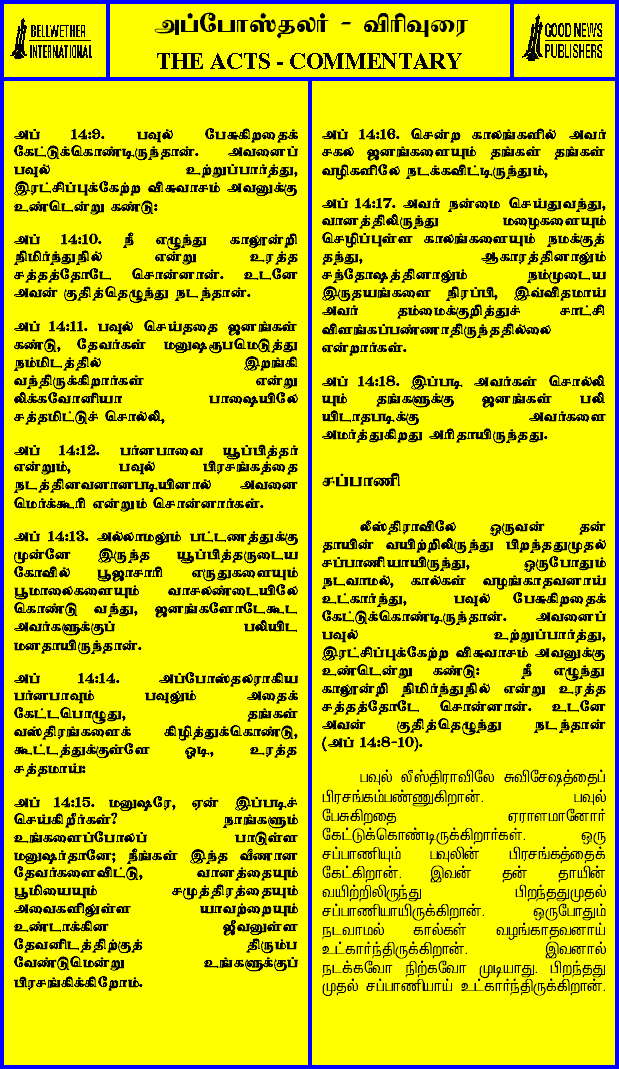 BELLWETHER
INTERNATIONAL
அப்போஸ்தலர் - விரிவுரை
THE ACTS - COMMENTARY
GOOD NEWS
PUBLISHERS
அப் 14:9. பவுல் பேசுகிறதைக்
கேட்டுக்கொண்டிருந்தான். அவனைப்
பவுல் உற்றுப்பார்த்து,
இரட்சிப்புக்கேற்ற விசுவாசம் அவனுக்கு
உண்டென்று கண்டு:
அப் 14:10. நீ எழுந்து காலூன்றி
நிமிர்ந்துநில் என்று உரத்த
சத்தத்தோடே சொன்னான். உடனே
அவன் குதித்தெழுந்து நடந்தான்.
அப் 14:11. பவுல் செய்ததை ஜனங்கள்
கண்டு, தேவர்கள் மனுஷரூபமெடுத்து
நம்மிடத்தில் இறங்கி
வந்திருக்கிறார்கள் என்று
லிக்கவோனியா பாஷையிலே
சத்தமிட்டுச் சொல்லி,
அப் 14:12. பர்னபாவை யூப்பித்தர்
என்றும், பவுல் பிரசங்கத்தை
நடத்தினவனானபடியினால் அவனை
மெர்க்கூரி என்றும் சொன்னார்கள்.
அப் 14:13. அல்லாமலும் பட்டணத்துக்கு
முன்னே இருந்த யூப்பித்தருடைய
கோவில் பூஜாசாரி எருதுகளையும்
பூமாலைகளையும் வாசலண்டையிலே
கொண்டு வந்து, ஜனங்களோடேகூட
அவர்களுக்குப் பலியிட
மனதாயிருந்தான்.
அப் 14:14. அப்போஸ்தலராகிய
பர்னபாவும் பவுலும் அதைக்
கேட்டபொழுது, தங்கள்
வஸ்திரங்களைக் கிழித்துக்கொண்டு,
கூட்டத்துக்குள்ளே ஓடி, உரத்த
சத்தமாய்:
அப் 14:15. மனுஷரே, ஏன் இப்படிச்
செய்கிறீர்கள்? நாங்களும்
உங்களைப்போலப் பாடுள்ள
மனுஷர்தானே; நீங்கள் இந்த வீணான
தேவர்களைவிட்டு, வானத்தையும்
பூமியையும் சமுத்திரத்தையும்
அவைகளிலுள்ள யாவற்றையும்
உண்டாக்கின ஜீவனுள்ள
தேவனிடத்திற்குத் திரும்ப
வேண்டுமென்று உங்களுக்குப்
பிரசங்கிக்கிறோம்.
அப் 14:16. சென்ற காலங்களில் அவர்
சகல ஜனங்களையும் தங்கள் தங்கள்
வழிகளிலே நடக்கவிட்டிருந்தும்,
அப் 14:17. அவர் நன்மை செய்துவந்து,
வானத்திலிருந்து மழைகளையும்
செழிப்புள்ள காலங்களையும் நமக்குத்
தந்து, ஆகாரத்தினாலும்
சந்தோஷத்தினாலும் நம்முடைய
இருதயங்களை நிரப்பி, இவ்விதமாய்
அவர் தம்மைக்குறித்துச் சாட்சி
விளங்கப்பண்ணாதிருந்ததில்லை
என்றார்கள்.
அப் 14:18. இப்படி அவர்கள் சொல்லி
யும் தங்களுக்கு ஜனங்கள் பலி
யிடாதபடிக்கு அவர்களை
அமர்த்துகிறது அரிதாயிருந்தது.
சப்பாணி
லீஸ்திராவிலே ஒருவன் தன்
தாயின் வயிற்றிலிருந்து பிறந்ததுமுதல்
சப்பாணியாயிருந்து, ஒருபோதும்
நடவாமல், கால்கள் வழங்காதவனாய்
உட்கார்ந்து, பவுல் பேசுகிறதைக்
கேட்டுக்கொண்டிருந்தான். அவனைப்
பவுல் உற்றுப்பார்த்து,
இரட்சிப்புக்கேற்ற விசுவாசம் அவனுக்கு
உண்டென்று கண்டு: நீ எழுந்து
காலூன்றி நிமிர்ந்துநில் என்று உரத்த
சத்தத்தோடே சொன்னான். உடனே
அவன் குதித்தெழுந்து நடந்தான்
(அப் 14:8-10).
பவுல் லீஸ்திராவிலே சுவிசேஷத்தைப்
பிரசங்கம்பண்ணுகிறான். பவுல்
பேசுகிறதை ஏராளமானோர்
கேட்டுக்கொண்டிருக்கிறார்கள். ஒரு
சப்பாணியும் பவுலின் பிரசங்கத்தைக்
கேட்கிறான். இவன் தன் தாயின்
வயிற்றிலிருந்து பிறந்ததுமுதல்
சப்பாணியாயிருக்கிறான். ஒருபோதும்
நடவாமல் கால்கள் வழங்காதவனாய்
உட்கார்ந்திருக்கிறான். இவனால்
நடக்கவோ நிற்கவோ முடியாது. பிறந்தது
முதல் சப்பாணியாய் உட்கார்ந்திருக்கிறான்.